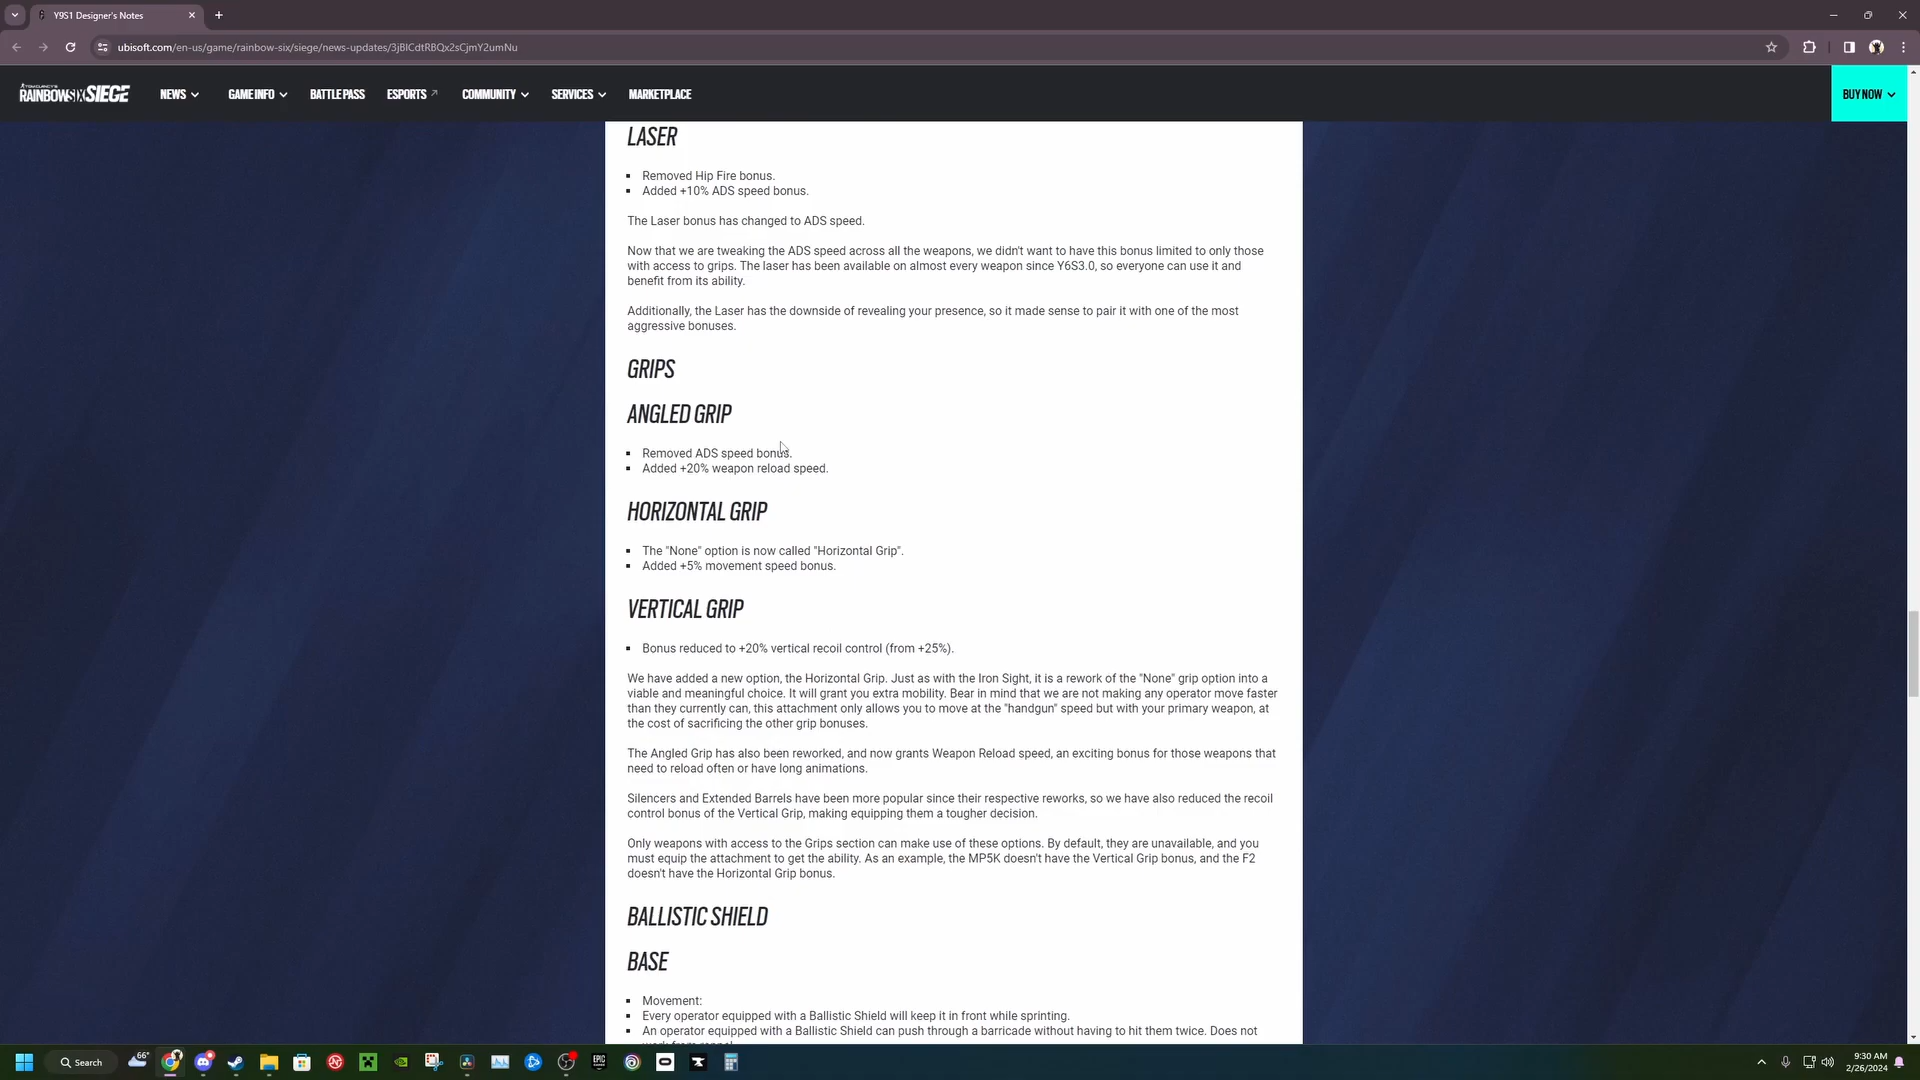 Y9S1 Designer's Notes
ubisoft.com/en-us/game/rainbow-six/siege/news-updates/3jBlCdtRBQx2sCjmY2umNu
TOM CLANCY'S
RAINBOWSIX SIEGE
NEWS GAME INFO BATTLE PASS ESPORTS COMMUNITY SERVICES MARKETPLACE BUY NOW
LASER
▪ Removed Hip Fire bonus.
▪ Added +10% ADS speed bonus.
The Laser bonus has changed to ADS speed.
Now that we are tweaking the ADS speed across all the weapons, we didn't want to have this bonus limited to only those
with access to grips. The laser has been available on almost every weapon since Y6S3.0, so everyone can use it and
benefit from its ability.
Additionally, the Laser has the downside of revealing your presence, so it made sense to pair it with one of the most
aggressive bonuses.
GRIPS
ANGLED GRIP
▪ Removed ADS speed bonus.
▪ Added +20% weapon reload speed.
HORIZONTAL GRIP
▪ The "None" option is now called "Horizontal Grip".
▪ Added +5% movement speed bonus.
VERTICAL GRIP
▪ Bonus reduced to +20% vertical recoil control (from +25%).
We have added a new option, the Horizontal Grip. Just as with the Iron Sight, it is a rework of the "None" grip option into a
viable and meaningful choice. It will grant you extra mobility. Bear in mind that we are not making any operator move faster
than they currently can, this attachment only allows you to move at the "handgun" speed but with your primary weapon, at
the cost of sacrificing the other grip bonuses.
The Angled Grip has also been reworked, and now grants Weapon Reload speed, an exciting bonus for those weapons that
need to reload often or have long animations.
Silencers and Extended Barrels have been more popular since their respective reworks, so we have also reduced the recoil
control bonus of the Vertical Grip, making equipping them a tougher decision.
Only weapons with access to the Grips section can make use of these options. By default, they are unavailable, and you
must equip the attachment to get the ability. As an example, the MP5K doesn't have the Vertical Grip bonus, and the F2
doesn't have the Horizontal Grip bonus.
BALLISTIC SHIELD
BASE
▪ Movement:
▪ Every operator equipped with a Ballistic Shield will keep it in front while sprinting.
▪ An operator equipped with a Ballistic Shield can push through a barricade without having to hit them twice. Does not
work from rappel.
Search 66° EPIC 9:30 AM
2/26/2024